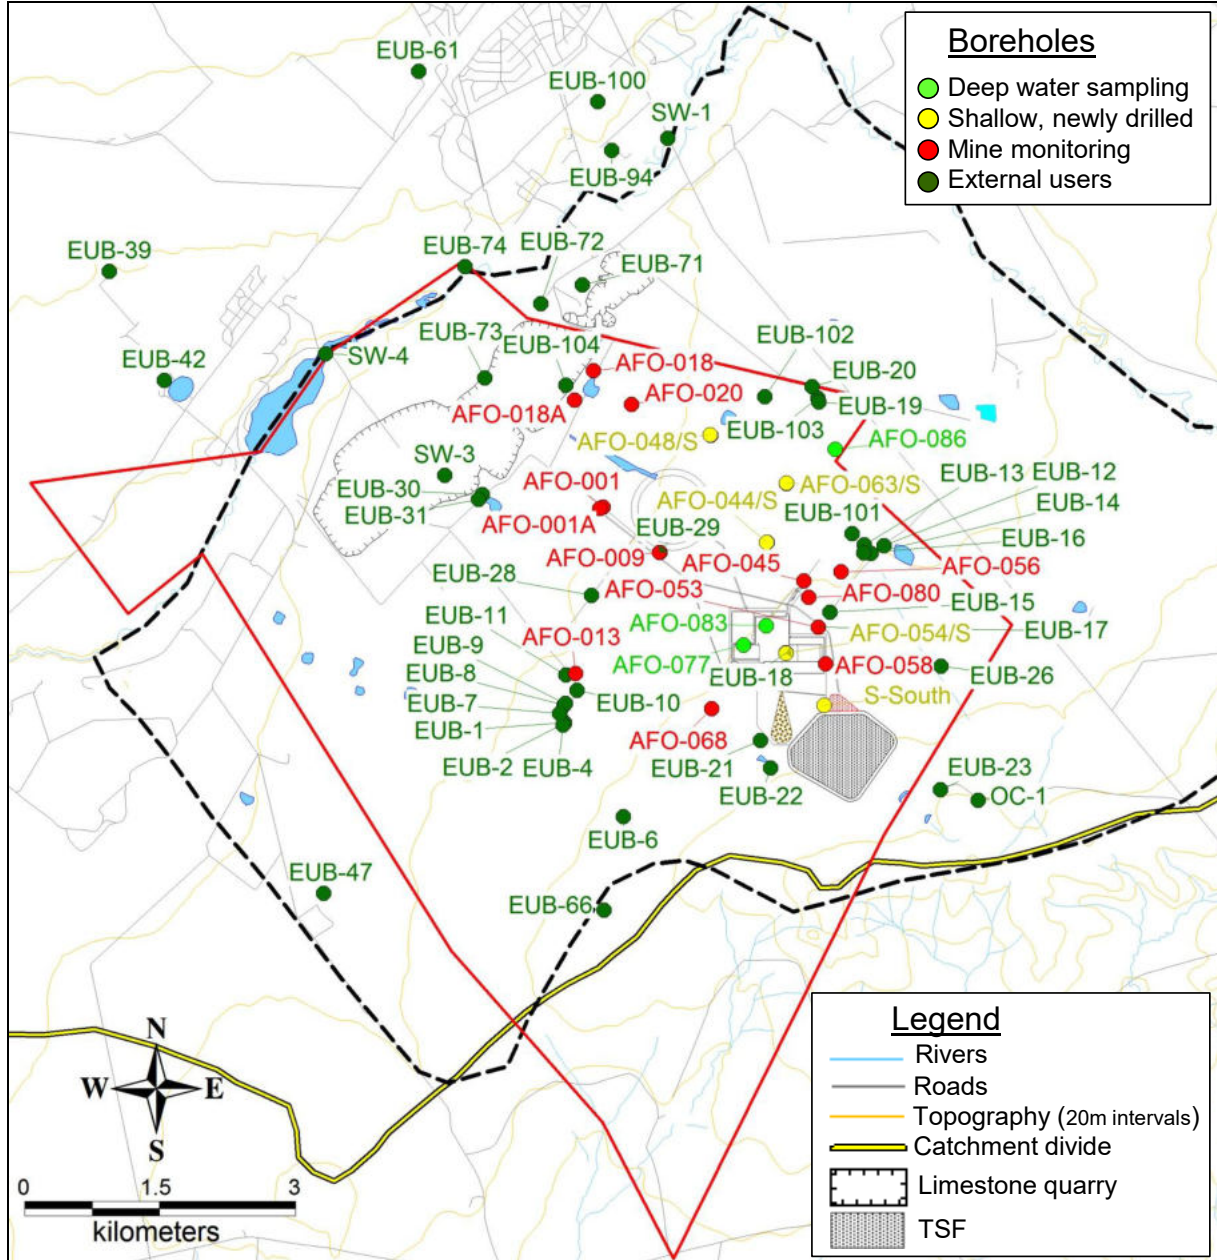 EUB-61
EUB-100
SW-1
EUB-94
Boreholes
Deep water sampling
Shallow, newly drilled
Mine monitoring
External users
EUB-39
EUB-74
EUB-72
EUB-71
EUB-42
SW-4
EUB-73
EUB-104
AFO-018
EUB-102
EUB-20
AFO-018A
AFO-020
EUB-19
AFO-048/S
EUB-103
AFO-086
SW-3
EUB-30
EUB-31
AFO-001
AFO-001A
AFO-044/S
AFO-063/S
EUB-13
EUB-12
EUB-14
EUB-101
EUB-16
EUB-29
AFO-009
AFO-045
AFO-056
EUB-28
AFO-053
AFO-080
EUB-15
EUB-11
AFO-013
AFO-083
AFO-054/S
EUB-17
EUB-9
EUB-8
AFO-077
EUB-18
AFO-058
EUB-26
EUB-7
EUB-10
S-South
EUB-1
AFO-068
EUB-2
EUB-4
EUB-21
EUB-22
EUB-23
OC-1
EUB-6
EUB-47
EUB-66
N
W
E
S
0
1.5
3
kilometers
Legend
Rivers
Roads
Topography (20m intervals)
Catchment divide
Limestone quarry
TSF